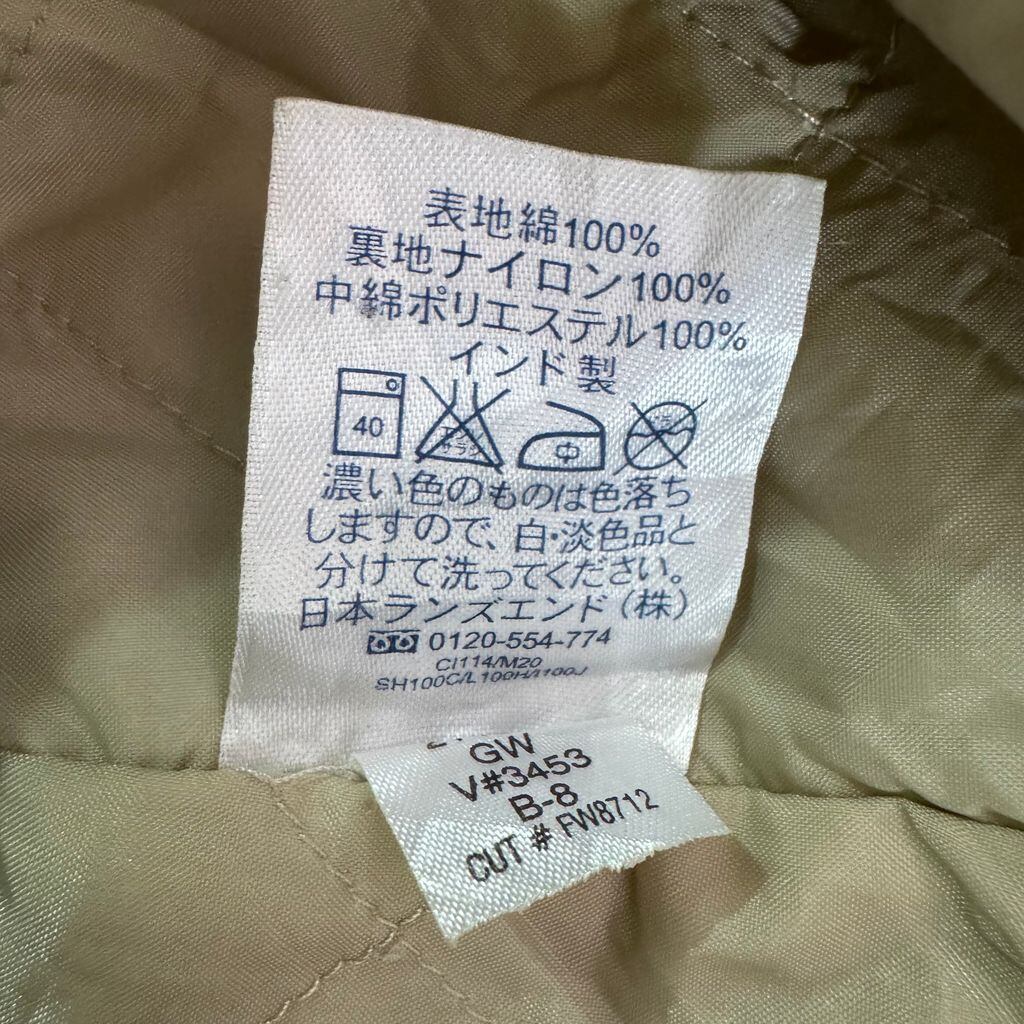 表地綿100%
裏地ナイロン100%
中綿ポリエステル100%
インド製
40
中
濃い色のものは色落ち
しますので、白・淡色品と
分けて洗ってください。
日本ランズエンド(株)
0120-554-774
CI114/M20
SH100C/L100H/I100J
GW
V#3453
B-8
CUT # FW8712